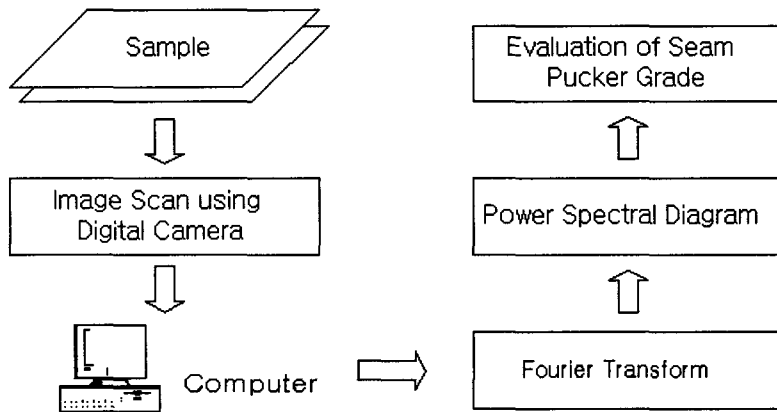 Sample
Image Scan using
Digital Camera
Computer
Fourier Transform
Power Spectral Diagram
Evaluation of Seam
Pucker Grade